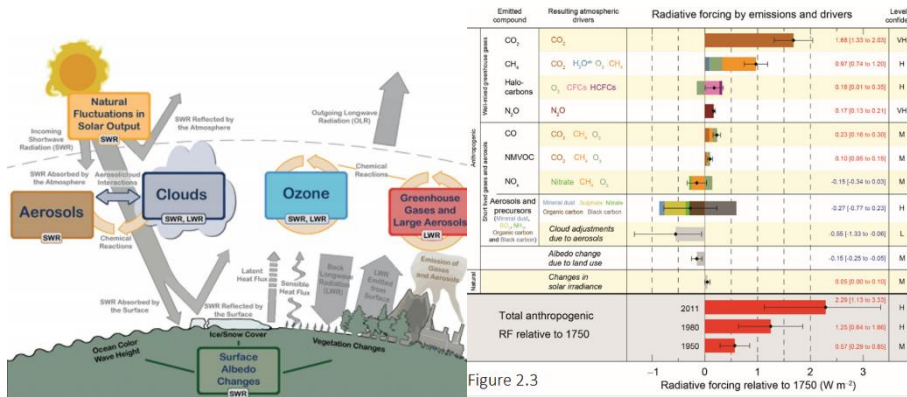 Natural
Fluctuations in
Solar Output
SWR
Incoming
Shortwave
Radiation (SWR)
SWR Reflected by
the Atmosphere
Outgoing Longwave
Radiation (OLR)
SWR Absorbed by
the Atmosphere
Aerosol/cloud
Interactions
Chemical
Reactions
Aerosols
SWR
Clouds
SWR, LWR
Ozone
SWR, LWR
Greenhouse
Gases and
Large Aerosols
LWR
Chemical
Reactions
Latent
Heat Flux
Sensible
Heat Flux
Back
Longwave
Radiation
(LWR)
LWR
Emitted
from
Surface
Emission of
Gases
and Aerosols
SWR Absorbed by
the Surface
SWR Reflected by
the Surface
Ice/Snow Cover
Vegetation Changes
Ocean Color
Wave Height
Surface
Albedo
Changes
SWR
Emitted
compound
Resulting atmospheric
drivers
Radiative forcing by emissions and drivers
Level
confide
Anthropogenic
Well-mixed greenhouse gases
CO₂
CO₂
1.68 [1.33 to 2.03]
VH
CH₄
CO₂ H₂Oˢᵗʳ O₃ CH₄
0.97 [0.74 to 1.20]
H
Halo-
carbons
O₃ CFCs HCFCs
0.18 [0.01 to 0.35]
H
N₂O
N₂O
0.17 [0.13 to 0.21]
VH
Short lived gases and aerosols
CO
CO₂ CH₄ O₃
0.23 [0.16 to 0.30]
M
NMVOC
CO₂ CH₄ O₃
0.10 [0.05 to 0.15]
M
NOₓ
Nitrate CH₄ O₃
-0.15 [-0.34 to 0.03]
M
Aerosols and
precursors
(Mineral dust,
SO₂, NH₃,
Organic carbon
and Black carbon)
Mineral dust Sulphate Nitrate
Organic carbon Black carbon
-0.27 [-0.77 to 0.23]
H
Cloud adjustments
due to aerosols
-0.55 [-1.33 to -0.06]
L
Albedo change
due to land use
-0.15 [-0.25 to -0.05]
M
Natural
Changes in
solar irradiance
0.05 [0.00 to 0.10]
M
Total anthropogenic
RF relative to 1750
2011
2.29 [1.13 to 3.33]
H
1980
1.25 [0.64 to 1.86]
H
1950
0.57 [0.29 to 0.85]
M
Figure 2.3
−1 0 1 2 3
Radiative forcing relative to 1750 (W m⁻²)